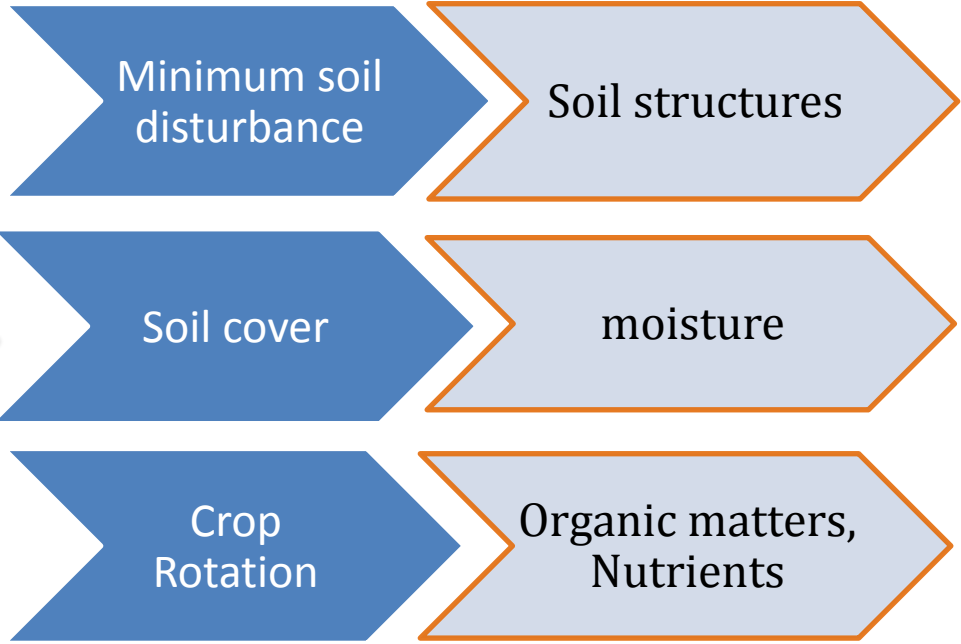 Minimum soil
disturbance
Soil structures
Soil cover
moisture
Crop
Rotation
Organic matters,
Nutrients